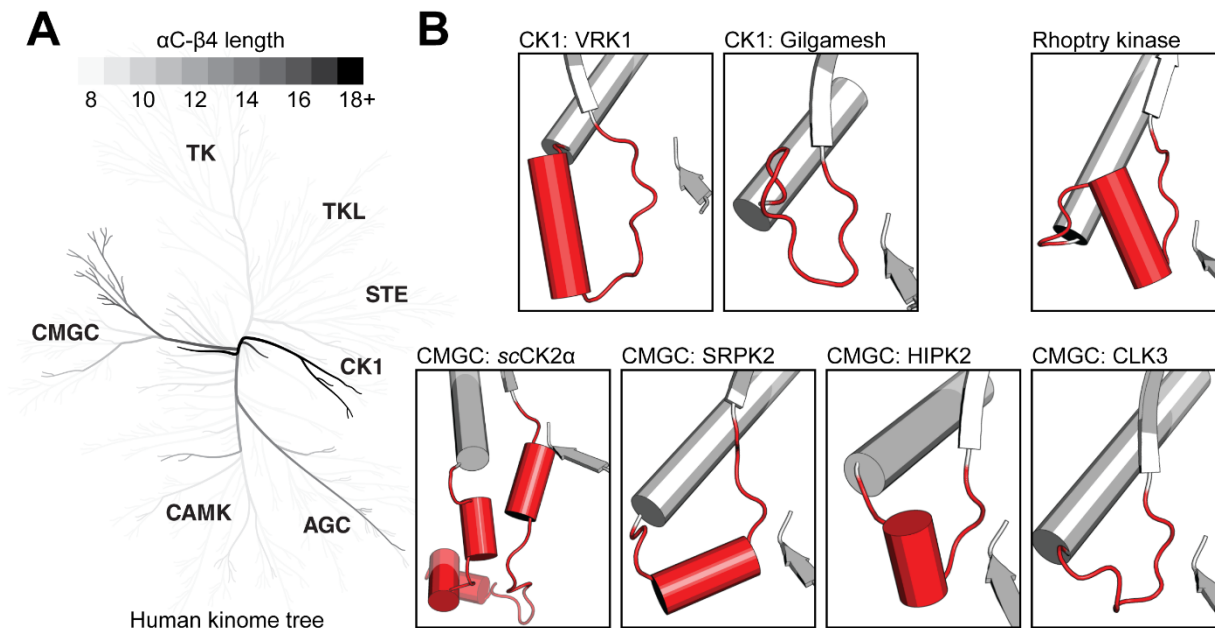 A
αC-β4 length
8 10 12 14 16 18+
TK
TKL
STE
CMGC
CK1
CAMK
AGC
Human kinome tree
B
CK1: VRK1
CK1: Gilgamesh
Rhoptry kinase
CMGC: scCK2α
CMGC: SRPK2
CMGC: HIPK2
CMGC: CLK3